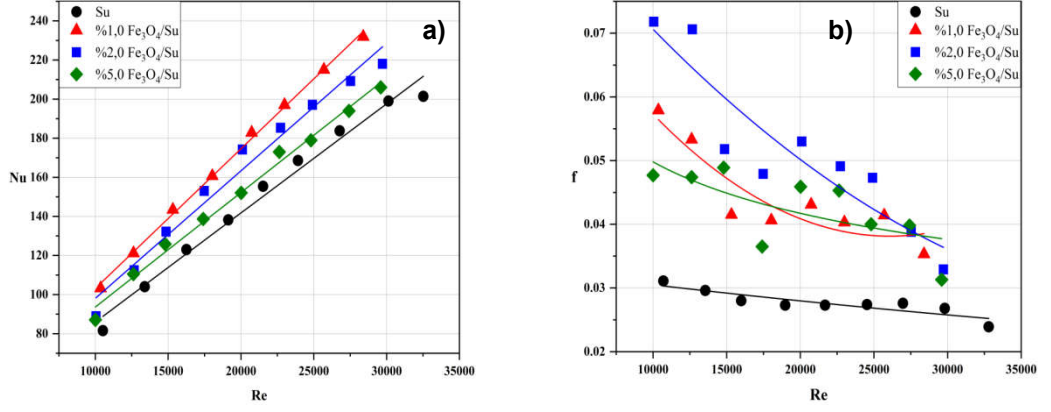 a)
Su
%1,0 Fe₃O₄/Su
%2,0 Fe₃O₄/Su
%5,0 Fe₃O₄/Su
240
220
200
180
Nu 160
140
120
100
80
10000 15000 20000 25000 30000 35000
Re
b)
Su
%1,0 Fe₃O₄/Su
%2,0 Fe₃O₄/Su
%5,0 Fe₃O₄/Su
0.07
0.06
0.05
f
0.04
0.03
0.02
10000 15000 20000 25000 30000 35000
Re